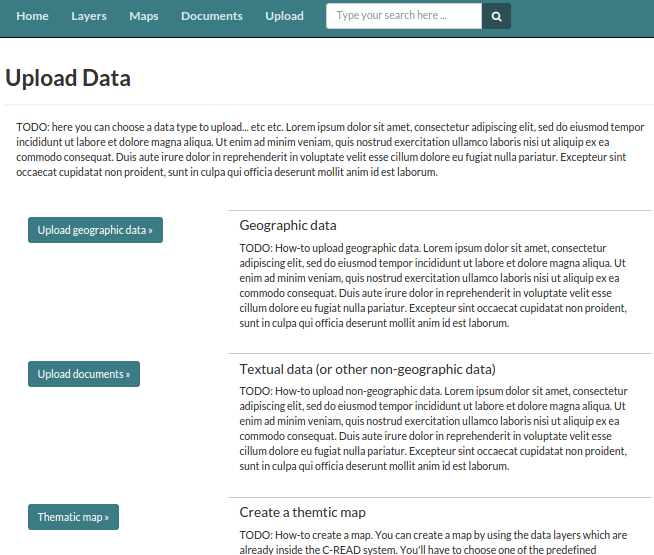 Home Layers Maps Documents Upload Type your search here ...
Upload Data
TODO: here you can choose a data type to upload... etc etc. Lorem ipsum dolor sit amet, consectetur adipiscing elit, sed do eiusmod tempor
incididunt ut labore et dolore magna aliqua. Ut enim ad minim veniam, quis nostrud exercitation ullamco laboris nisi ut aliquip ex ea
commodo consequat. Duis aute irure dolor in reprehenderit in voluptate velit esse cillum dolore eu fugiat nulla pariatur. Excepteur sint
occaecat cupidatat non proident, sunt in culpa qui officia deserunt mollit anim id est laborum.
Upload geographic data »
Geographic data
TODO: How-to upload geographic data. Lorem ipsum dolor sit amet, consectetur
adipiscing elit, sed do eiusmod tempor incididunt ut labore et dolore magna aliqua. Ut
enim ad minim veniam, quis nostrud exercitation ullamco laboris nisi ut aliquip ex ea
commodo consequat. Duis aute irure dolor in reprehenderit in voluptate velit esse
cillum dolore eu fugiat nulla pariatur. Excepteur sint occaecat cupidatat non proident,
sunt in culpa qui officia deserunt mollit anim id est laborum.
Upload documents »
Textual data (or other non-geographic data)
TODO: How-to upload non-geographic data. Lorem ipsum dolor sit amet, consectetur
adipiscing elit, sed do eiusmod tempor incididunt ut labore et dolore magna aliqua. Ut
enim ad minim veniam, quis nostrud exercitation ullamco laboris nisi ut aliquip ex ea
commodo consequat. Duis aute irure dolor in reprehenderit in voluptate velit esse
cillum dolore eu fugiat nulla pariatur. Excepteur sint occaecat cupidatat non proident,
sunt in culpa qui officia deserunt mollit anim id est laborum.
Thematic map »
Create a themtic map
TODO: How-to create a map. You can create a map by using the data layers which are
already inside the C-READ system. You'll have to choose one of the predefined